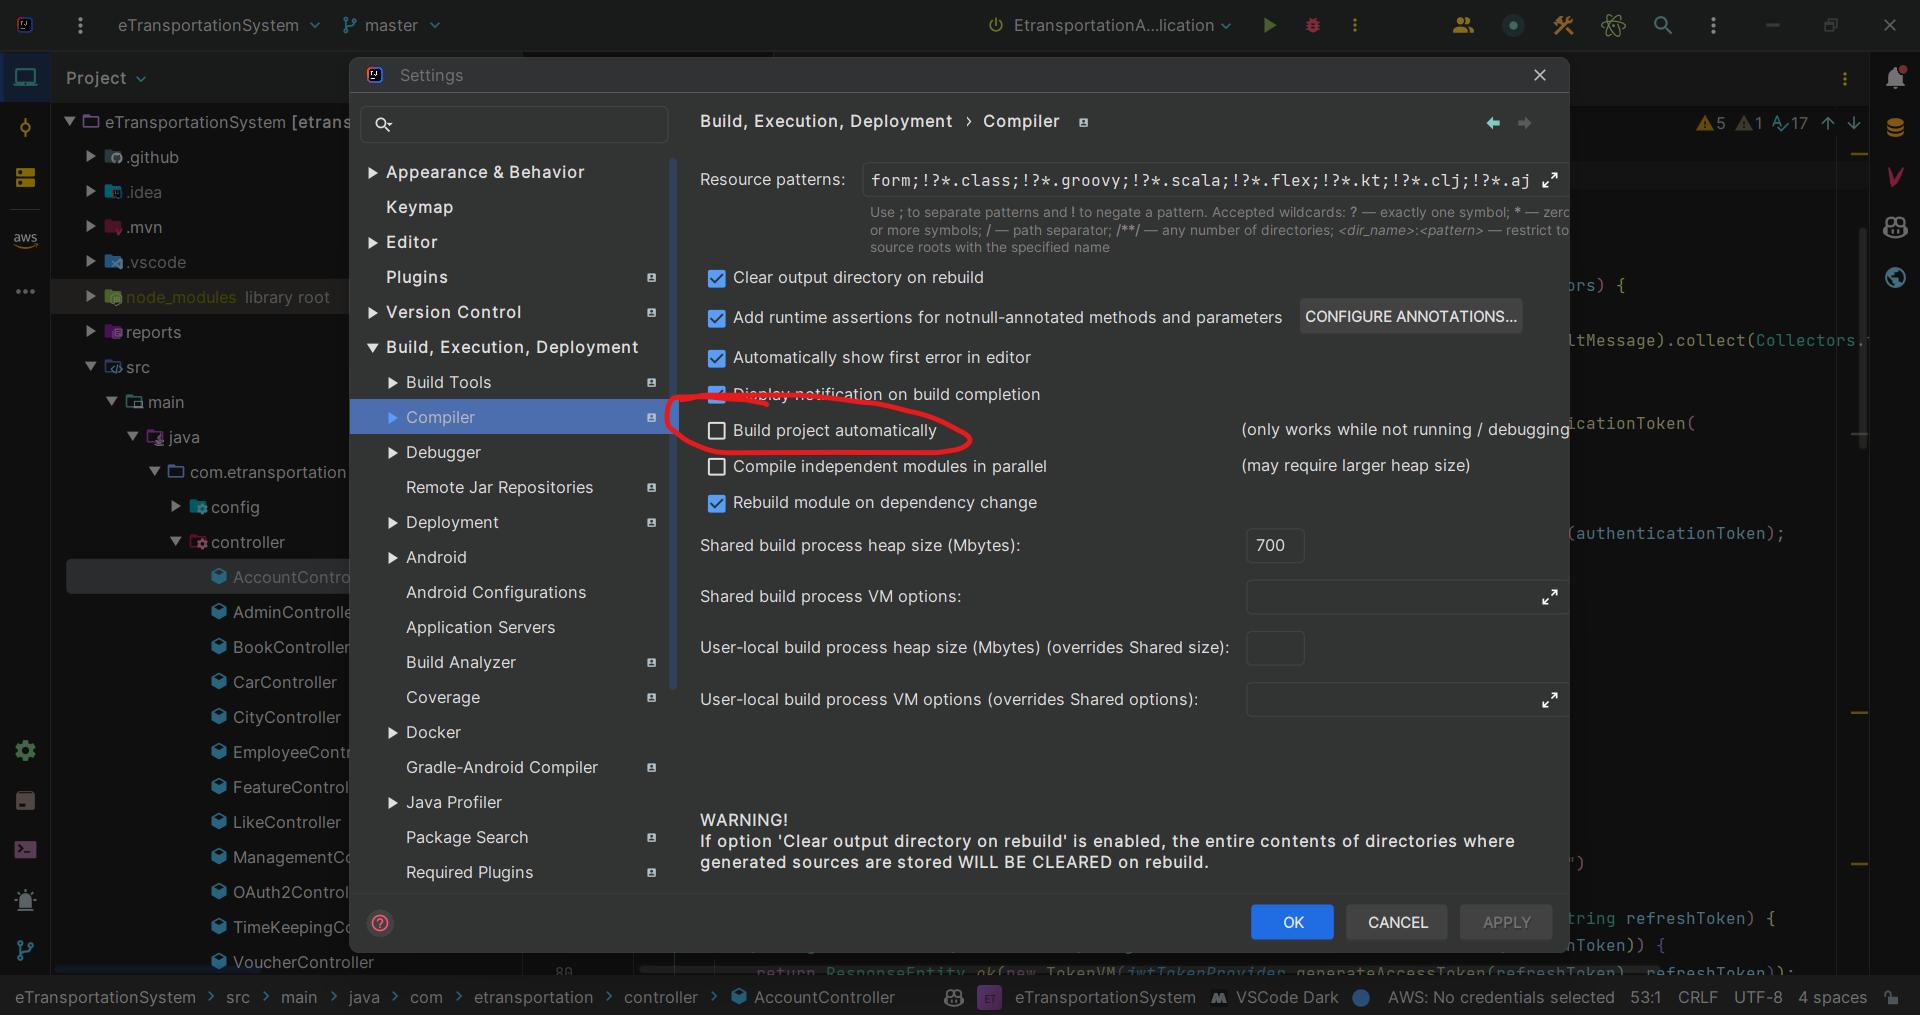 eTransportationSystem
master
EtransportationA...lication
Project
Settings
eTransportationSystem [etrans
.github
.idea
.mvn
.vscode
node_modules library root
reports
src
main
java
com.etransportation
config
controller
AccountContro
AdminControlle
BookController
CarController
CityController
EmployeeContr
FeatureControl
LikeController
ManagementCo
OAuth2Control
TimeKeepingCo
VoucherController
aws
Appearance & Behavior
Keymap
Editor
Plugins
Version Control
Build, Execution, Deployment
Build Tools
Compiler
Debugger
Remote Jar Repositories
Deployment
Android
Android Configurations
Application Servers
Build Analyzer
Coverage
Docker
Gradle-Android Compiler
Java Profiler
Package Search
Required Plugins
Build, Execution, Deployment › Compiler
Resource patterns: form;!?*.class;!?*.groovy;!?*.scala;!?*.flex;!?*.kt;!?*.clj;!?*.aj
Use ; to separate patterns and ! to negate a pattern. Accepted wildcards: ? — exactly one symbol; * — zero
or more symbols; / — path separator; /**/ — any number of directories; <dir_name>:<pattern> — restrict to
source roots with the specified name
Clear output directory on rebuild
Add runtime assertions for notnull-annotated methods and parameters CONFIGURE ANNOTATIONS...
Automatically show first error in editor
Display notification on build completion
Build project automatically (only works while not running / debugging
Compile independent modules in parallel (may require larger heap size)
Rebuild module on dependency change
Shared build process heap size (Mbytes): 700
Shared build process VM options:
User-local build process heap size (Mbytes) (overrides Shared size):
User-local build process VM options (overrides Shared options):
WARNING!
If option 'Clear output directory on rebuild' is enabled, the entire contents of directories where
generated sources are stored WILL BE CLEARED on rebuild.
OK CANCEL APPLY
5 1 17
ors) {
ltMessage).collect(Collectors.
icationToken(
(authenticationToken);
")
tring refreshToken) {
hToken)) {
80 return ResponseEntity.ok(new TokenVM(jwtTokenProvider.generateAccessToken(refreshToken), refreshToken));
eTransportationSystem > src > main > java > com > etransportation > controller > AccountController
ET eTransportationSystem VSCode Dark AWS: No credentials selected 53:1 CRLF UTF-8 4 spaces